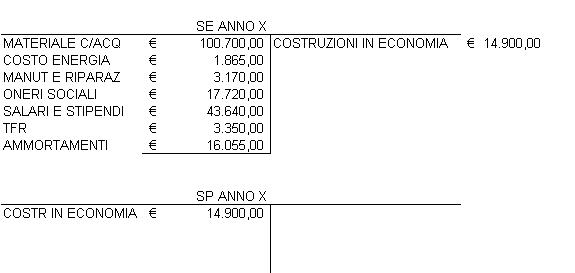 SE ANNO X
MATERIALE C/ACQ € 100.700,00 COSTRUZIONI IN ECONOMIA € 14.900,00
COSTO ENERGIA € 1.865,00
MANUT E RIPARAZ € 3.170,00
ONERI SOCIALI € 17.720,00
SALARI E STIPENDI € 43.640,00
TFR € 3.350,00
AMMORTAMENTI € 16.055,00
SP ANNO X
COSTR IN ECONOMIA € 14.900,00